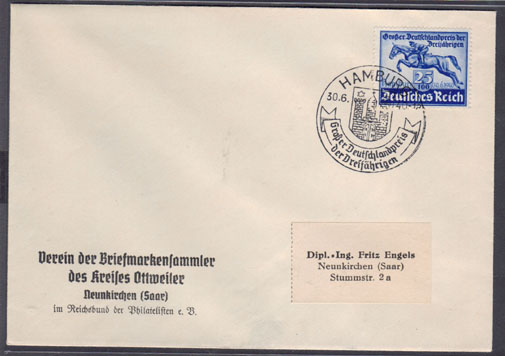 Großer Deutschlandpreis der
Dreijährigen
25
100
Deutsches Reich
HAMBURG
30.6.
Großer Deutschlandpreis
der Dreijährigen
Verein der Briefmarkensammler
des Kreises Ottweiler
Neunkirchen (Saar)
im Reichsbund der Philatelisten e. V.
Dipl.-Ing. Fritz Engels
Neunkirchen (Saar)
Stummstr. 2a